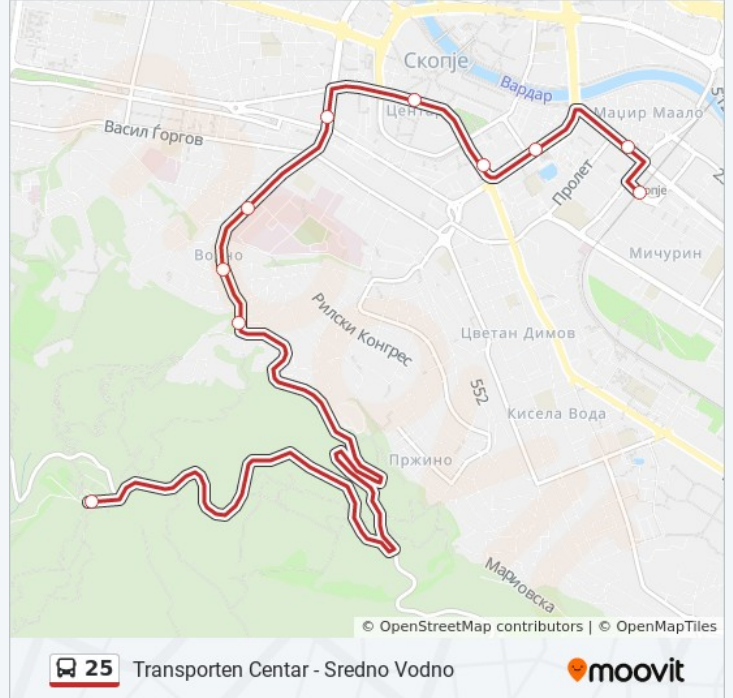 Скопје
Вардар
Центар
Маџир Маало
Васил Ѓоргов
Пролет
Мичурин
Водно
Рилски Конгрес
Цветан Димов
552
Кисела Вода
Пржино
Мариовска
© OpenStreetMap contributors | © OpenMapTiles
25 Transporten Centar - Sredno Vodno
moovit